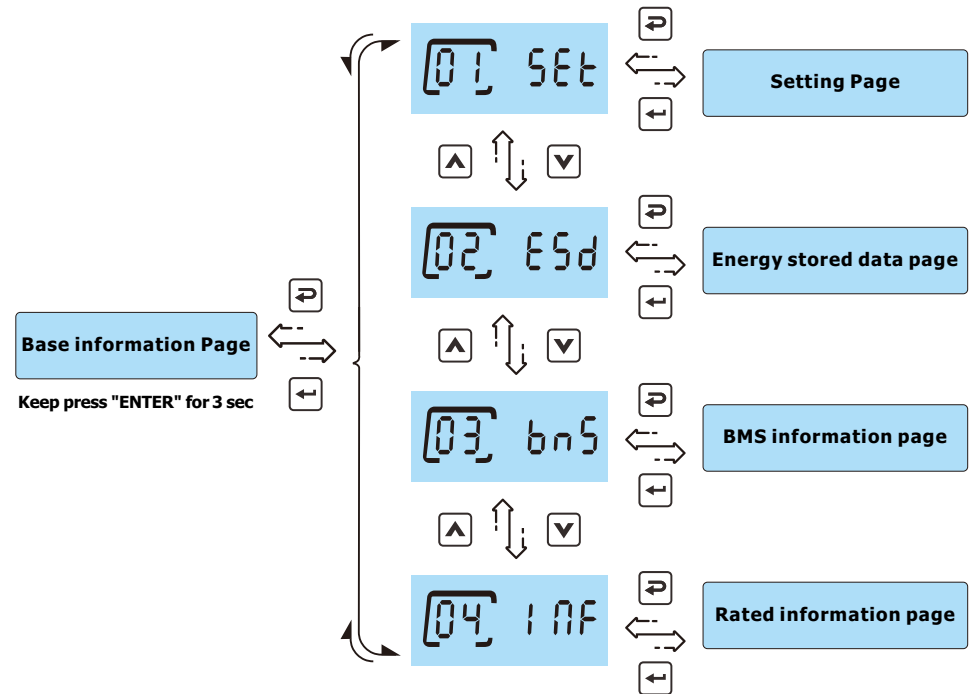 01 SEt
Setting Page
02 ESd
Energy stored data page
Base information Page
Keep press "ENTER" for 3 sec
03 bnS
BMS information page
04 INF
Rated information page